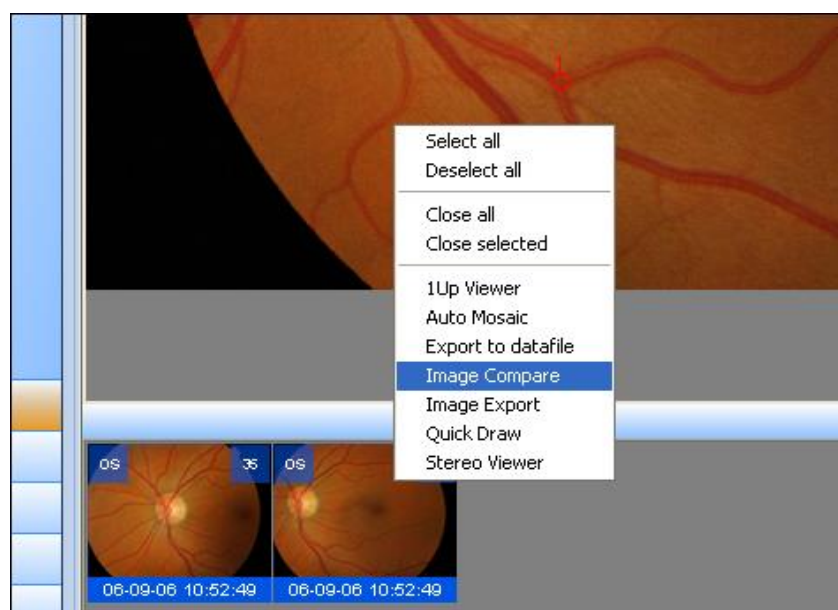 Select all
Deselect all
Close all
Close selected
1Up Viewer
Auto Mosaic
Export to datafile
Image Compare
Image Export
Quick Draw
Stereo Viewer
OS 36 OS
06-09-06 10:52:49 06-09-06 10:52:49